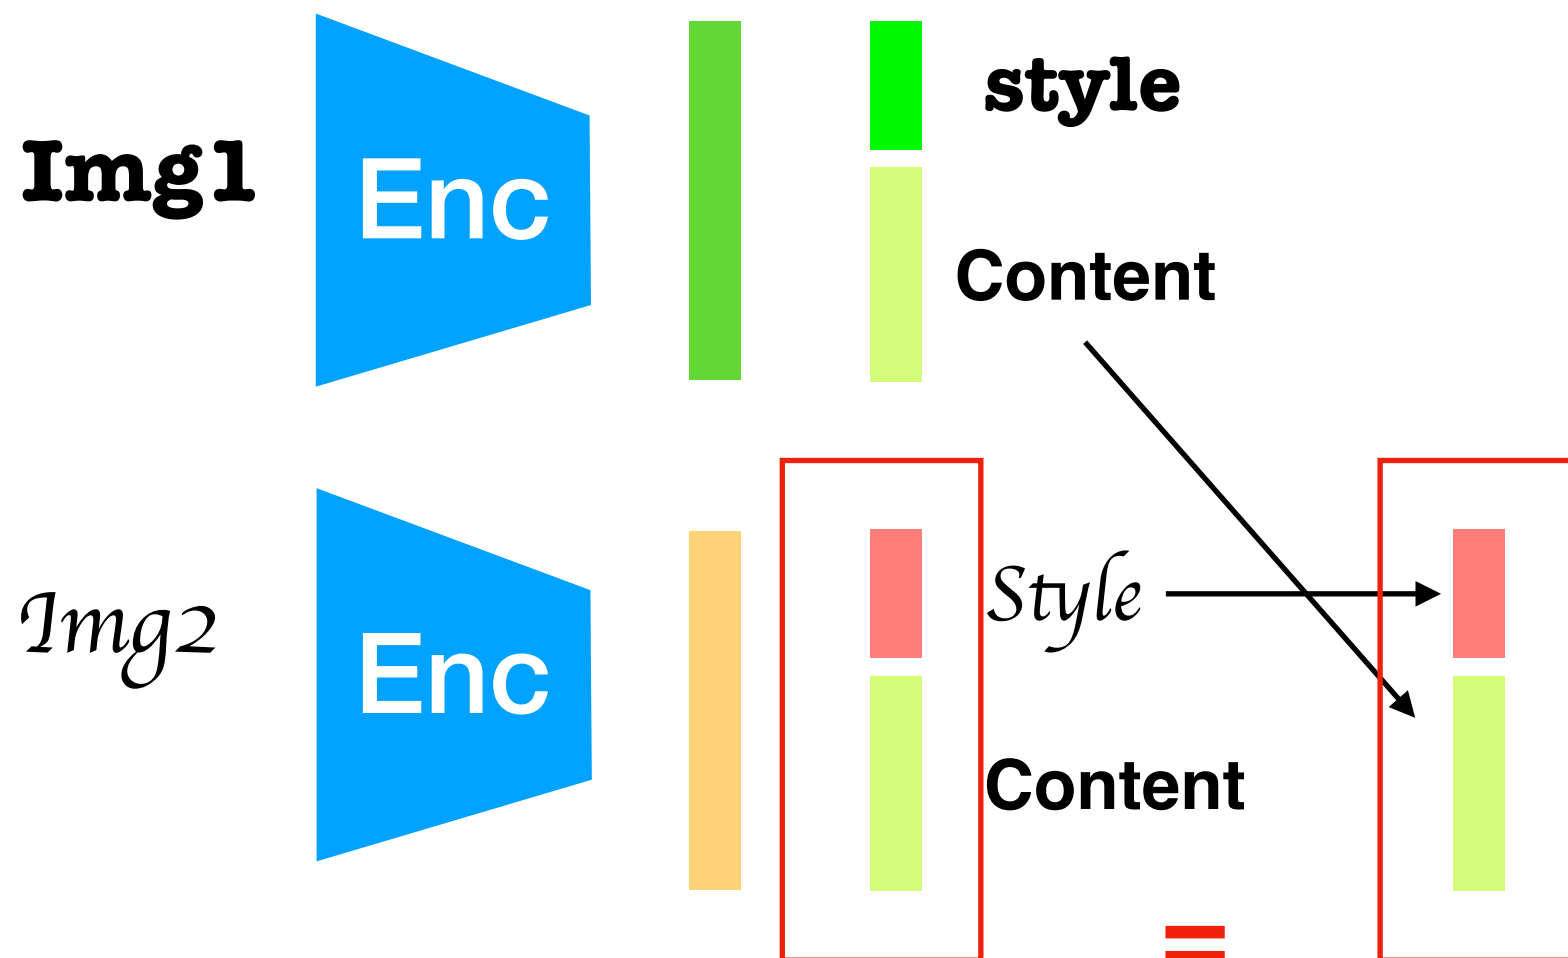 Img1
Enc
style
Content
Img2
Enc
Style
Content
=